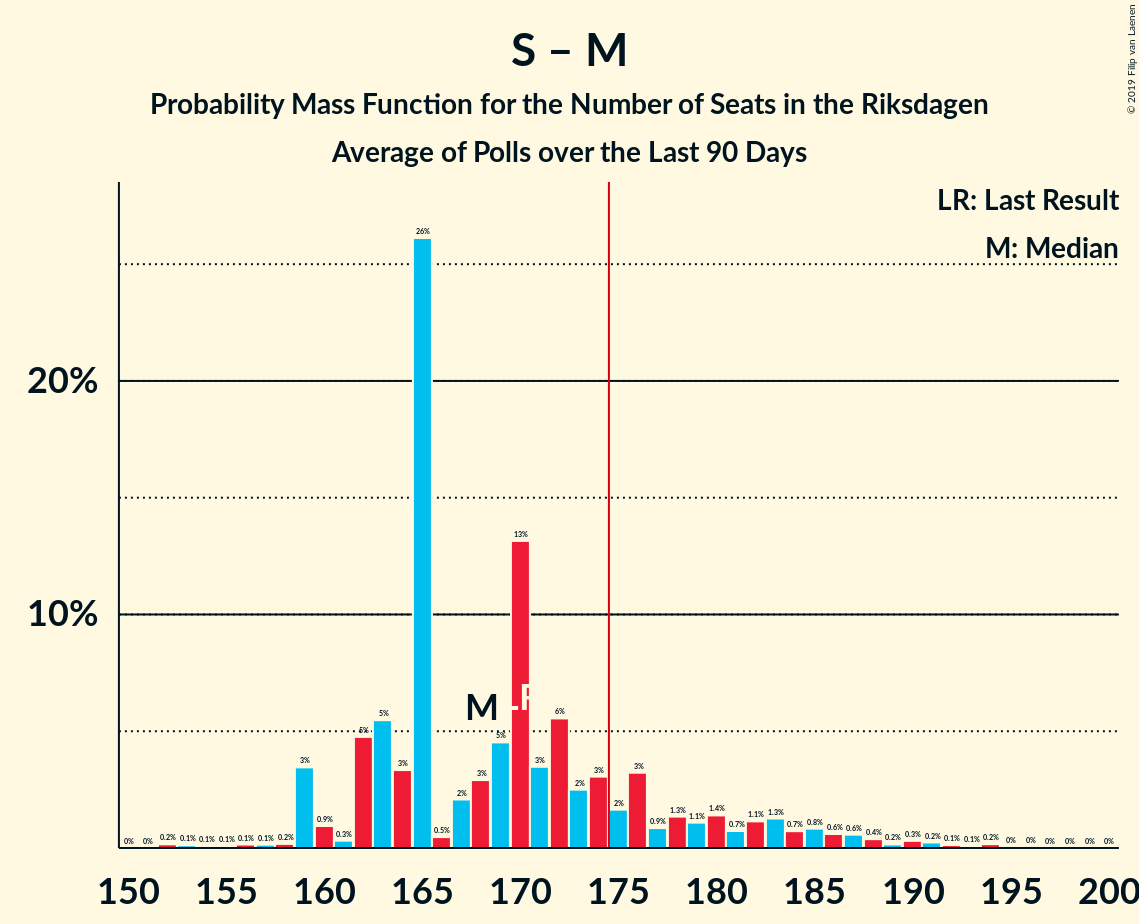 S – M
Probability Mass Function for the Number of Seats in the Riksdagen
Average of Polls over the Last 90 Days
© 2019 Filip van Laenen
LR: Last Result
M: Median
20%
10%
0% 0% 0.2% 0.1% 0.1% 0.1% 0.1% 0.1% 0.2% 3% 0.9% 0.3% 5% 5% 3% 26% 0.5% 2% 3% 5% 13% 3% 6% 2% 3% 2% 3% 0.9% 1.3% 1.1% 1.4% 0.7% 1.1% 1.3% 0.7% 0.8% 0.6% 0.6% 0.4% 0.2% 0.3% 0.2% 0.1% 0.1% 0.2% 0% 0% 0% 0% 0% 0%
M
150 155 160 165 170 175 180 185 190 195 200